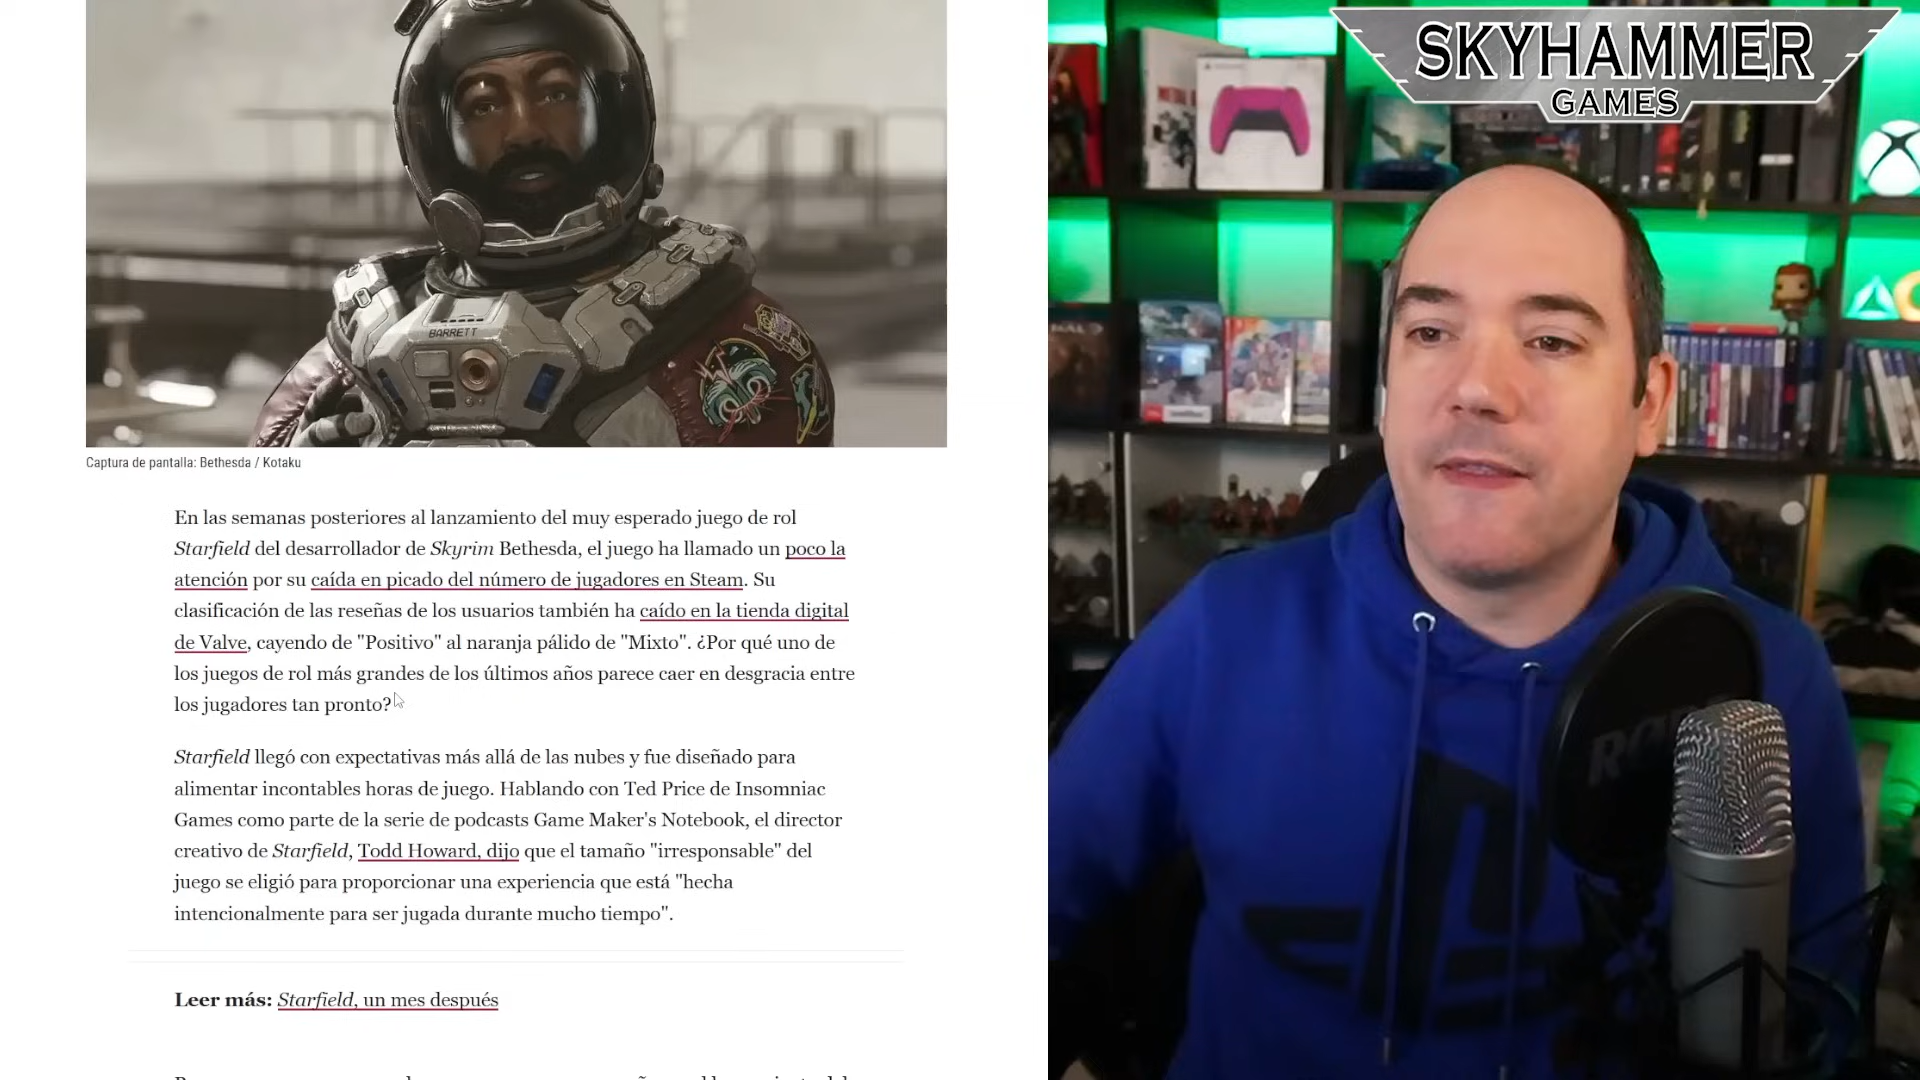 SKYHAMMER
GAMES
BARRETT
Captura de pantalla: Bethesda / Kotaku
En las semanas posteriores al lanzamiento del muy esperado juego de rol
Starfield del desarrollador de Skyrim Bethesda, el juego ha llamado un poco la
atención por su caída en picado del número de jugadores en Steam. Su
clasificación de las reseñas de los usuarios también ha caído en la tienda digital
de Valve, cayendo de "Positivo" al naranja pálido de "Mixto". ¿Por qué uno de
los juegos de rol más grandes de los últimos años parece caer en desgracia entre
los jugadores tan pronto?
Starfield llegó con expectativas más allá de las nubes y fue diseñado para
alimentar incontables horas de juego. Hablando con Ted Price de Insomniac
Games como parte de la serie de podcasts Game Maker's Notebook, el director
creativo de Starfield, Todd Howard, dijo que el tamaño "irresponsable" del
juego se eligió para proporcionar una experiencia que está "hecha
intencionalmente para ser jugada durante mucho tiempo".
Leer más: Starfield, un mes después